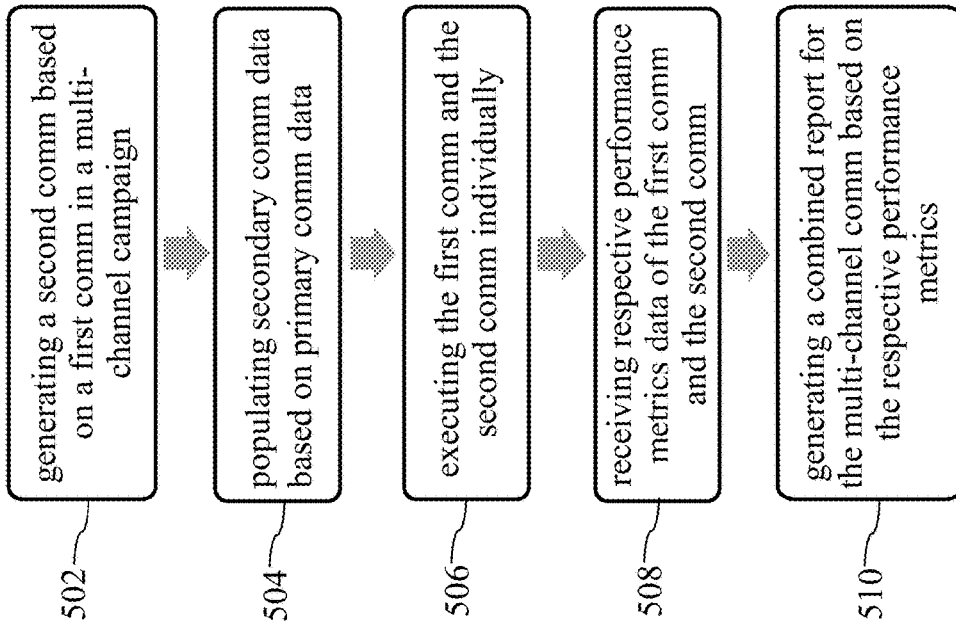 502
generating a second comm based
on a first comm in a multi-
channel campaign
504
populating secondary comm data
based on primary comm data
506
executing the first comm and the
second comm individually
508
receiving respective performance
metrics data of the first comm
and the second comm
510
generating a combined report for
the multi-channel comm based on
the respective performance
metrics